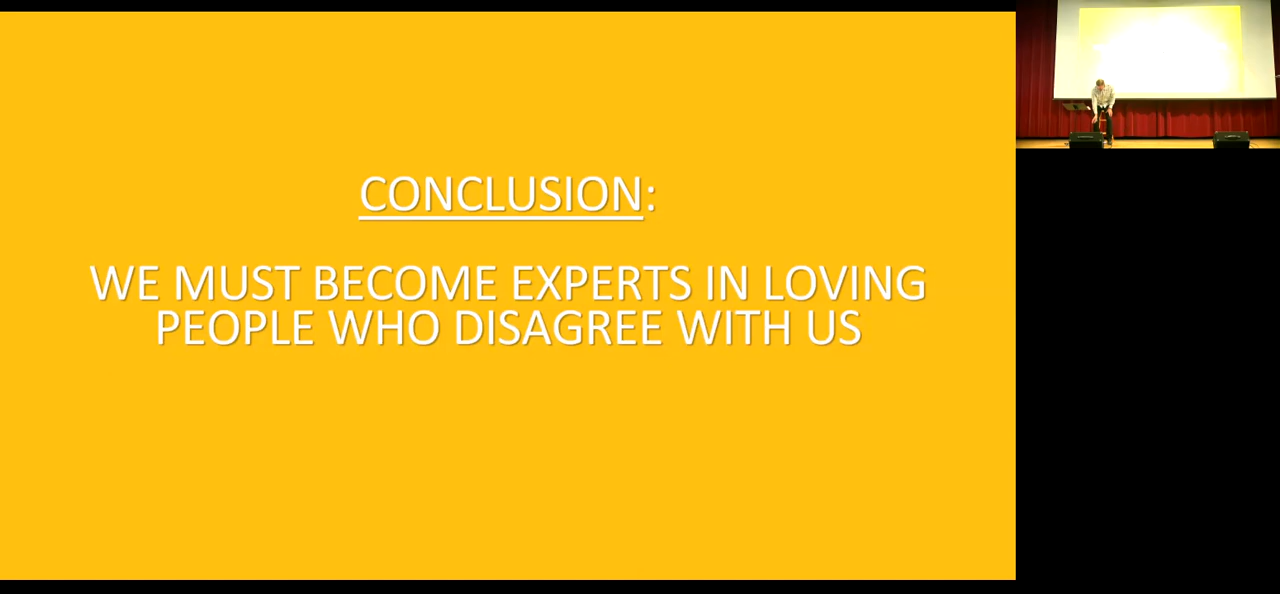 CONCLUSION:
WE MUST BECOME EXPERTS IN LOVING
PEOPLE WHO DISAGREE WITH US